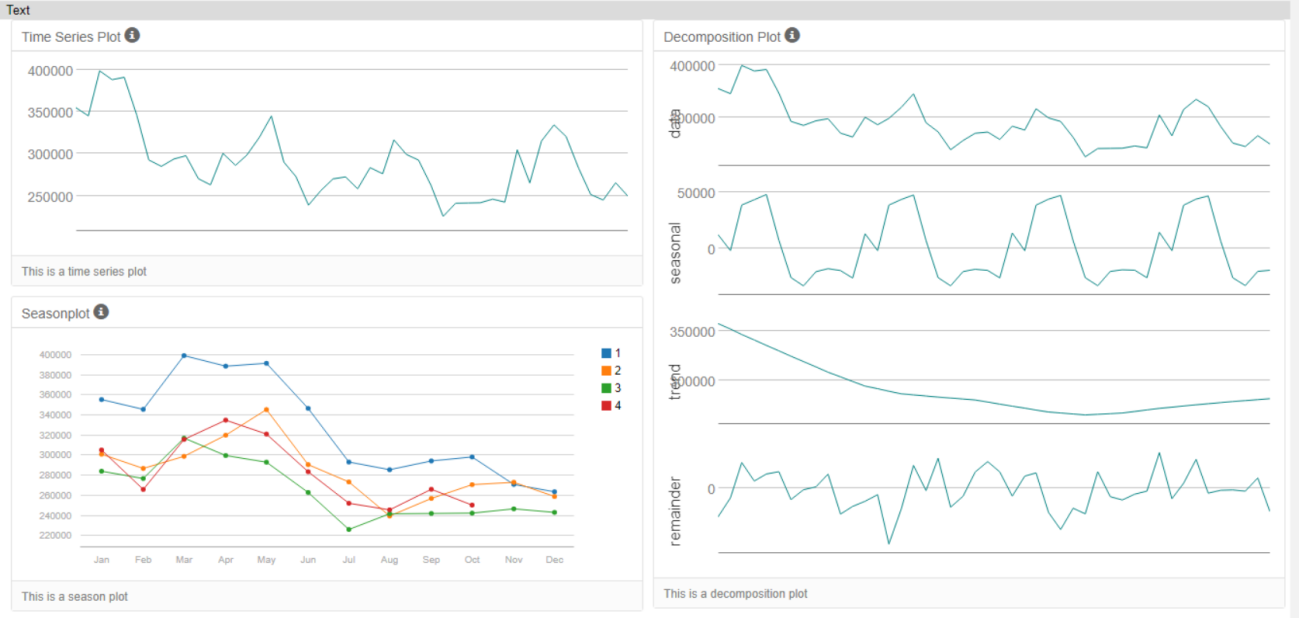 Text
Time Series Plot
400000
350000
300000
250000
This is a time series plot
Seasonplot
400000
380000
360000
340000
320000
300000
280000
260000
240000
220000
Jan Feb Mar Apr May Jun Jul Aug Sep Oct Nov Dec
1
2
3
4
This is a season plot
Decomposition Plot
400000
data
50000
0
seasonal
350000
trend
0
remainder
This is a decomposition plot